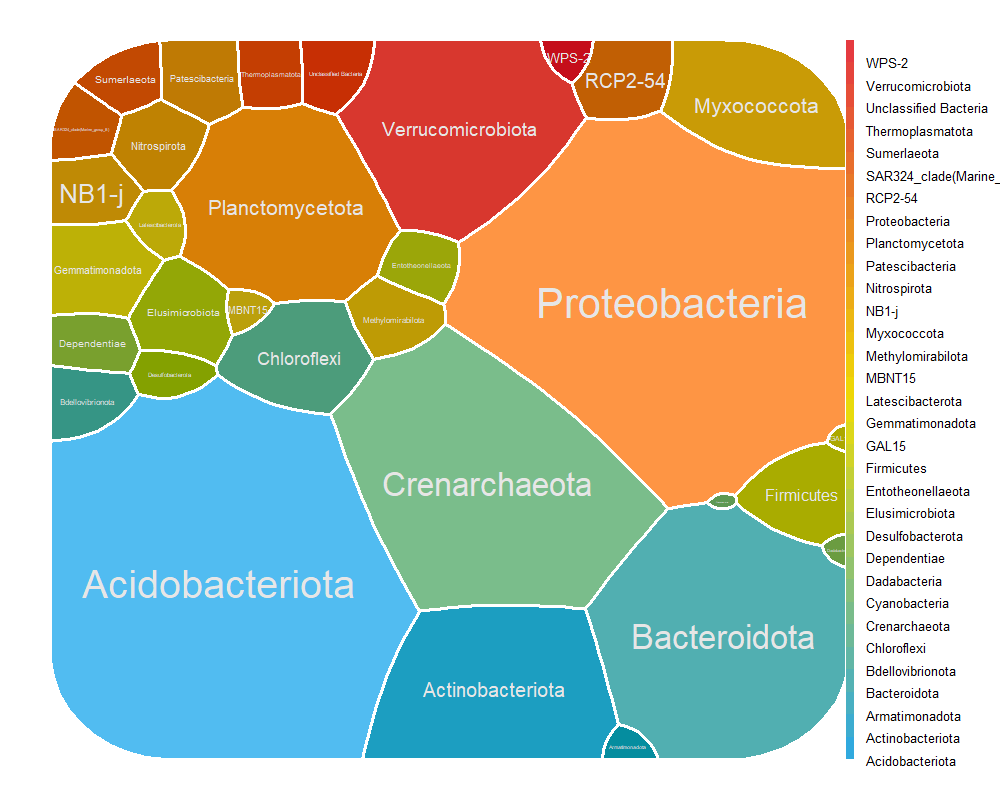 Sumerlaeota
Patescibacteria
Thermoplasmatota
Unclassified Bacteria
Verrucomicrobiota
WPS-2
RCP2-54
Myxococcota
Nitrospirota
NB1-j
Planctomycetota
Latescibacterota
Gemmatimonadota
Entotheonellaeota
Elusimicrobiota
MBNT15
Methylomirabilota
Proteobacteria
Dependentiae
Chloroflexi
Desulfobacterota
Bdellovibrionota
GAL
Crenarchaeota
Firmicutes
Acidobacteriota
Bacteroidota
Actinobacteriota
Armatimonadota
WPS-2
Verrucomicrobiota
Unclassified Bacteria
Thermoplasmatota
Sumerlaeota
SAR324_clade(Marine_
RCP2-54
Proteobacteria
Planctomycetota
Patescibacteria
Nitrospirota
NB1-j
Myxococcota
Methylomirabilota
MBNT15
Latescibacterota
Gemmatimonadota
GAL15
Firmicutes
Entotheonellaeota
Elusimicrobiota
Desulfobacterota
Dependentiae
Dadabacteria
Cyanobacteria
Crenarchaeota
Chloroflexi
Bdellovibrionota
Bacteroidota
Armatimonadota
Actinobacteriota
Acidobacteriota